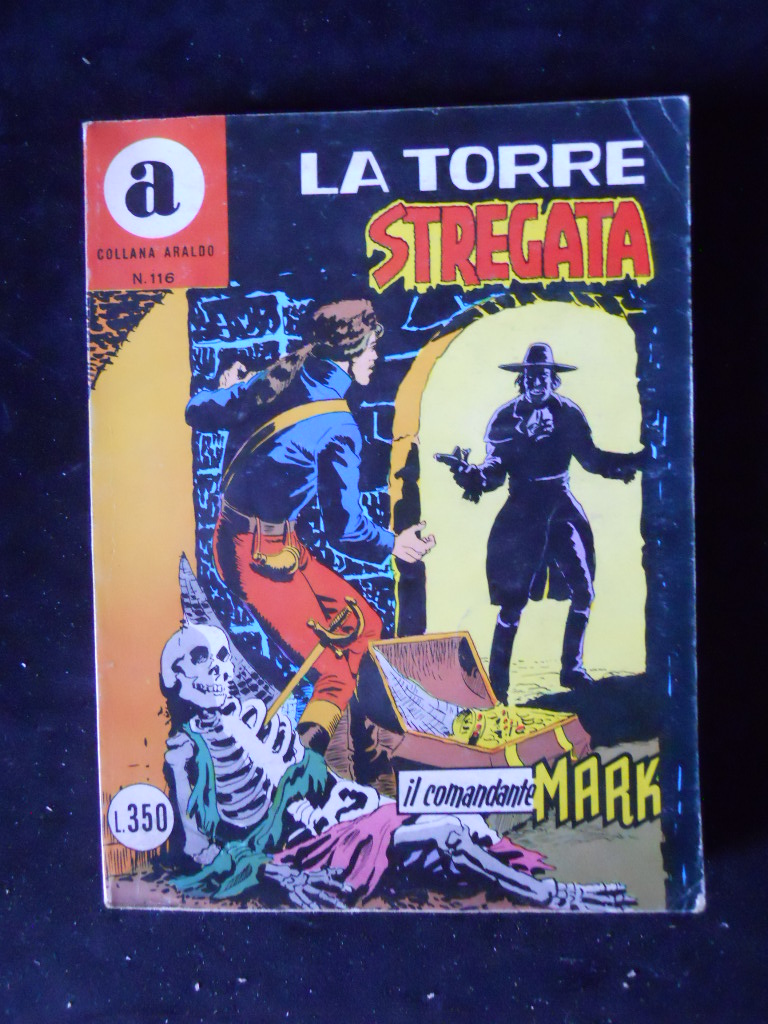 a
COLLANA ARALDO
N.116
LA TORRE
STREGATA
il comandante MARK
L.350